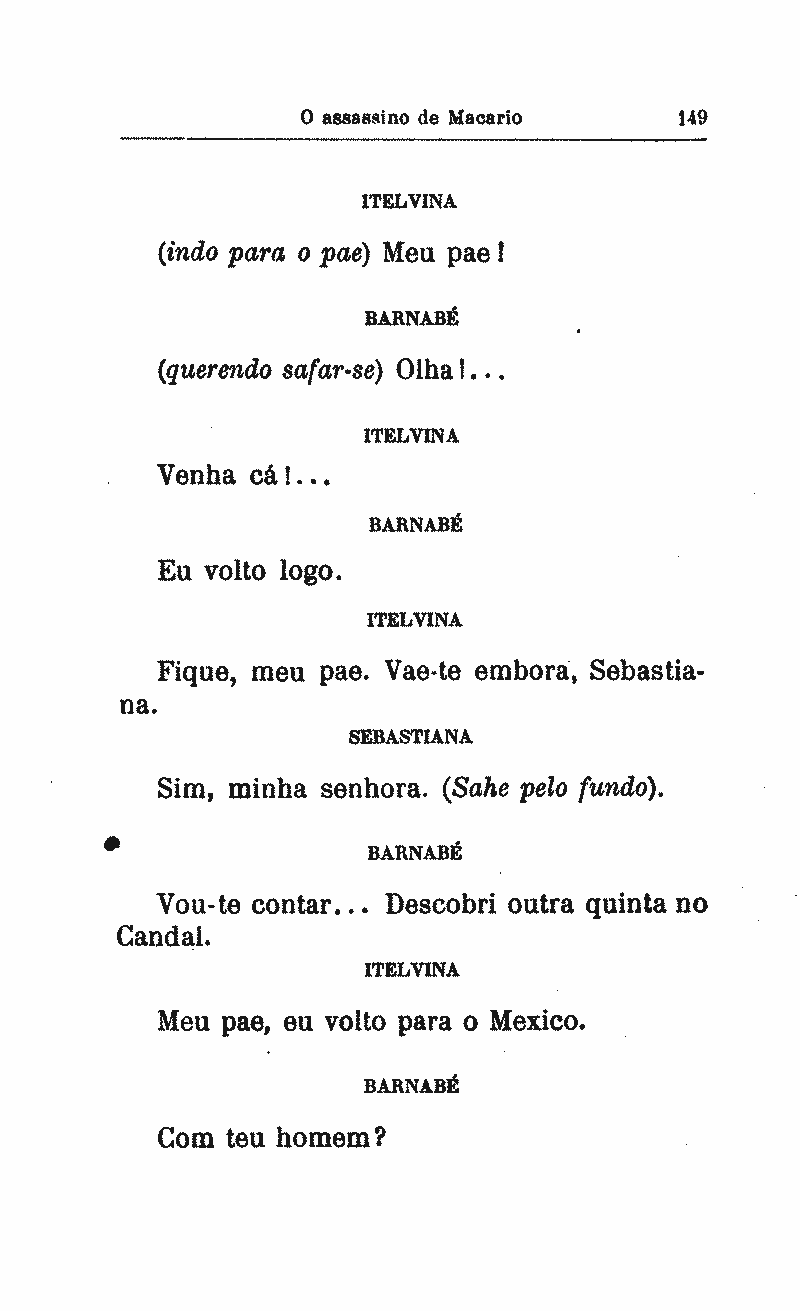 O assassino de Macario 149
ITELVINA
(indo para o pae) Meu pae!
BARNABÉ
(querendo safar-se) Olha!...
ITELVINA
Venha cá!...
BARNABÉ
Eu volto logo.
ITELVINA
Fique, meu pae. Vae-te embora, Sebastia-
na.
SEBASTIANA
Sim, minha senhora. (Sahe pelo fundo).
BARNABÉ
Vou-te contar... Descobri outra quinta no
Candal.
ITELVINA
Meu pae, eu volto para o Mexico.
BARNABÉ
Com teu homem?